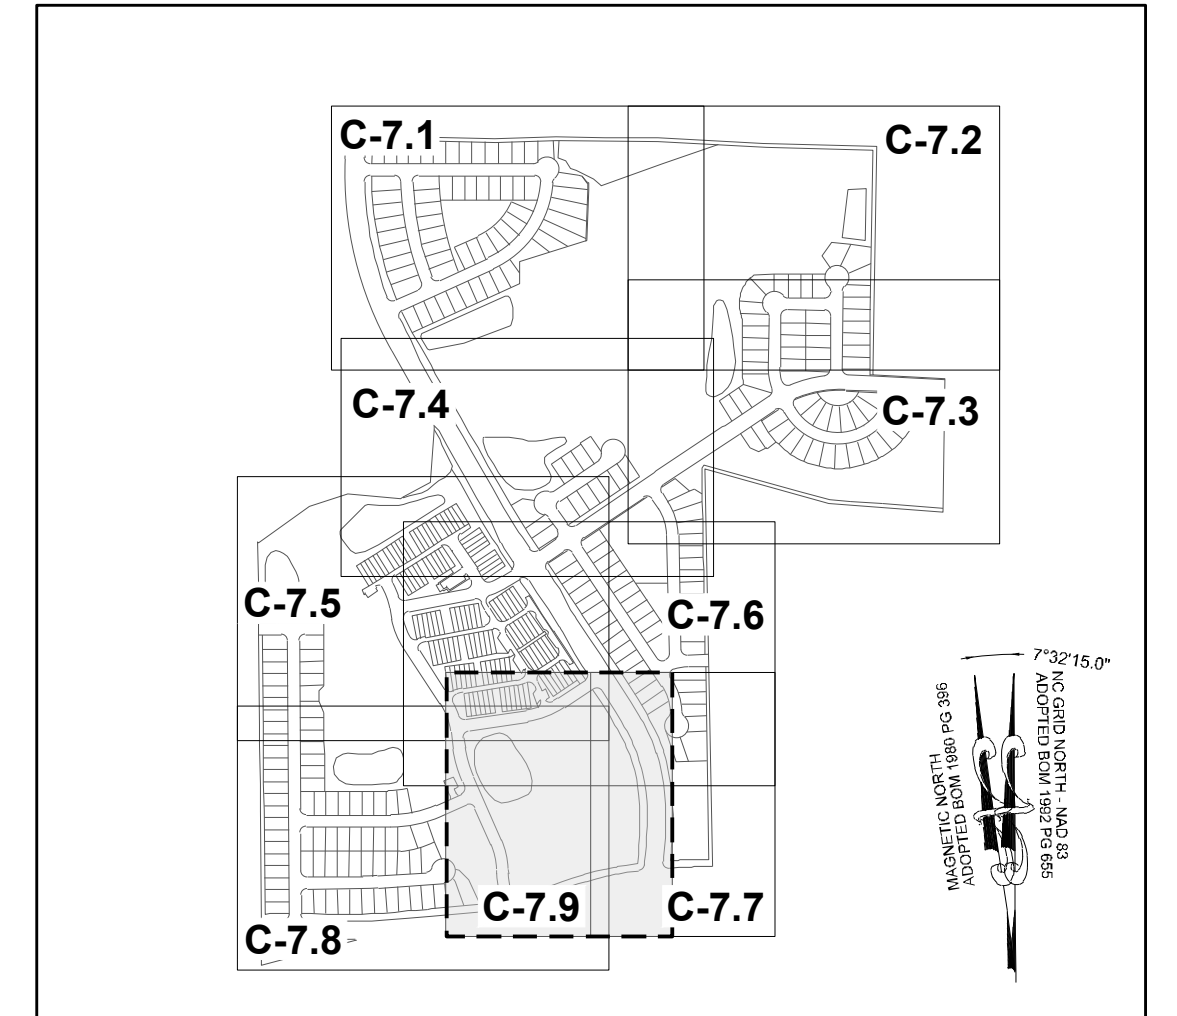 C-7.1
C-7.2
C-7.4
C-7.3
C-7.5
C-7.6
C-7.9
C-7.7
C-7.8
7°32'15.0"
MAGNETIC NORTH
ADOPTED BOM 1980 PG 396
NC GRID NORTH - NAD 83
ADOPTED BOM 1992 PG 655